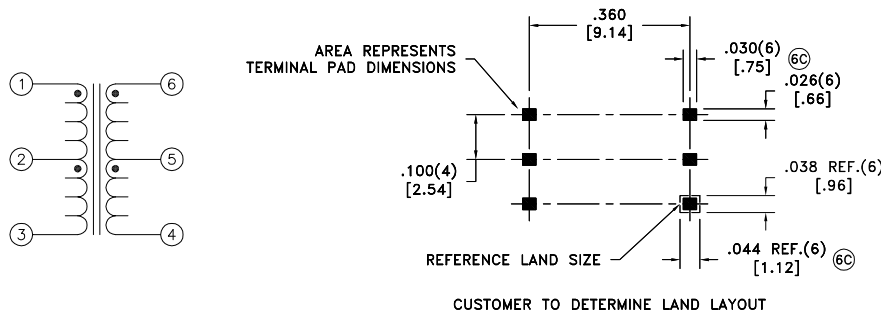 1
6
2
5
3
4
.360
[9.14]
AREA REPRESENTS
TERMINAL PAD DIMENSIONS
.030(6) 6C
[.75]
.026(6)
[.66]
.100(4)
[2.54]
.038 REF.(6)
[.96]
REFERENCE LAND SIZE
.044 REF.(6) 6C
[1.12]
CUSTOMER TO DETERMINE LAND LAYOUT